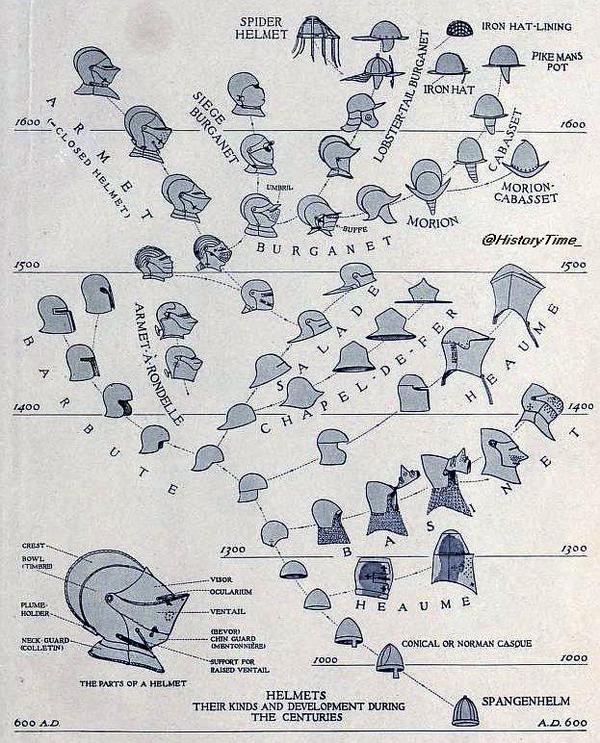 SPIDER
HELMET
IRON HAT-LINING
PIKEMANS
POT
IRON HAT
LOBSTER-TAIL BURGANET
SIEGE
BURGANET
ARMET
(=CLOSED HELMET)
1600
1600
CABASSET
UMBRIL
MORION-
CABASSET
BUFFE
MORION
BURGANET
@HistoryTime_
1500
1500
ARMET-A-RONDELLE
SALADE
CHAPEL-DE-FER
HEAUME
BARBUTE
1400
1400
BASINET
1300
1300
HEAUME
CREST
BOWL
(TIMBRE)
PLUME-
HOLDER
NECK-GUARD
(COLLETIN)
VISOR
OCULARIUM
VENTAIL
(BEVOR)
CHIN GUARD
(MENTONNIÈRE)
SUPPORT FOR
RAISED VENTAIL
THE PARTS OF A HELMET
CONICAL OR NORMAN CASQUE
1000
1000
HELMETS
THEIR KINDS AND DEVELOPMENT DURING
THE CENTURIES
SPANGENHELM
600 A.D.
A.D. 600